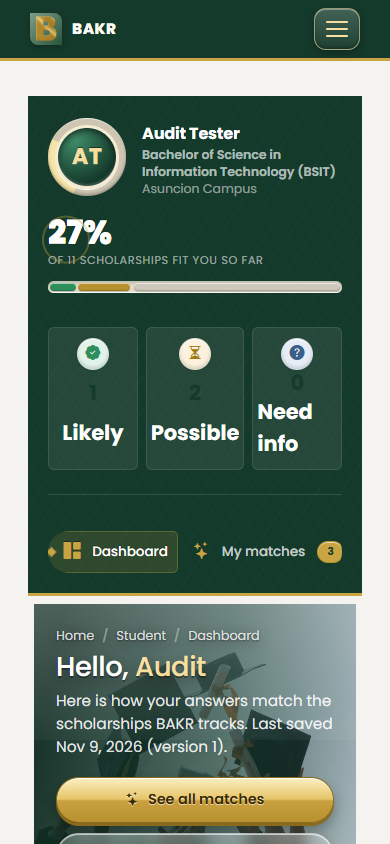 B BAKR
AT
Audit Tester
Bachelor of Science in
Information Technology (BSIT)
Asuncion Campus
27%
OF 11 SCHOLARSHIPS FIT YOU SO FAR
1
Likely
2
Possible
?
0
Need
info
Dashboard
My matches 3
Home / Student / Dashboard
Hello, Audit
Here is how your answers match the
scholarships BAKR tracks. Last saved
Nov 9, 2026 (version 1).
See all matches